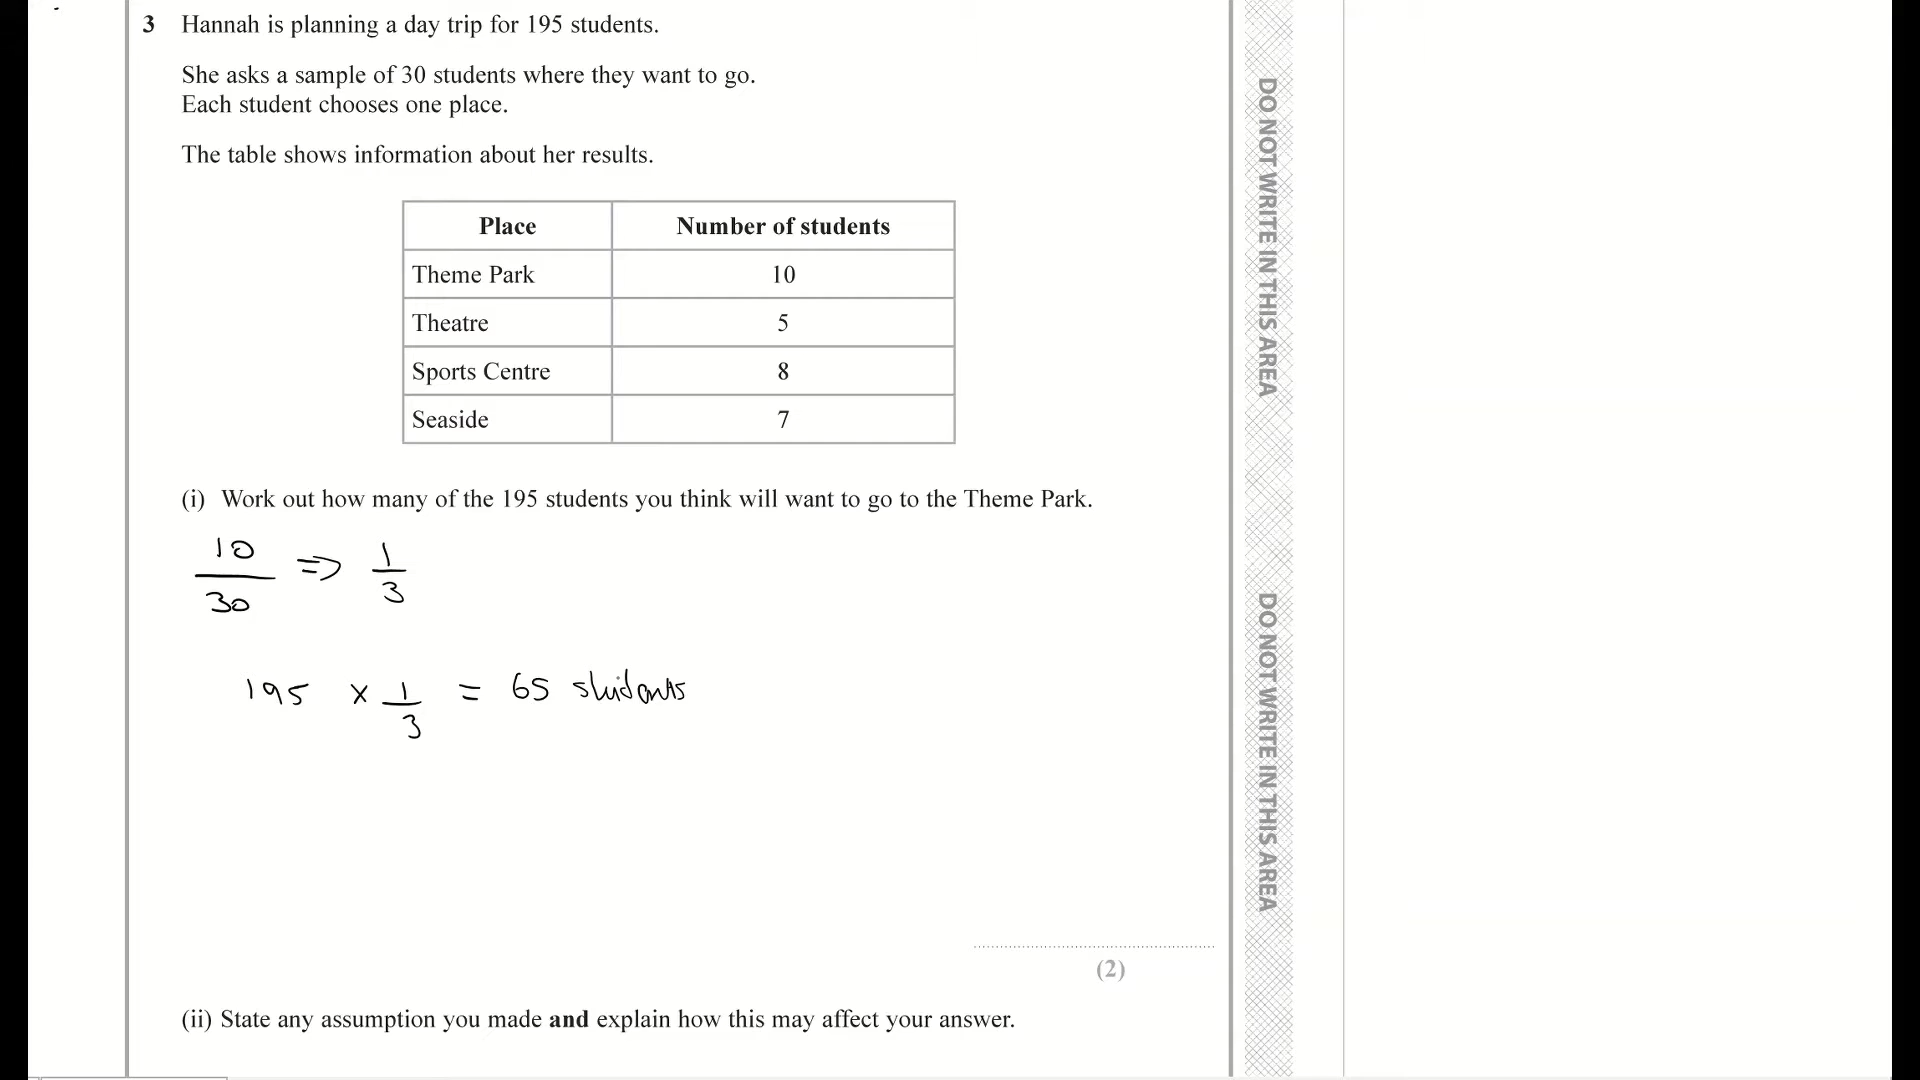 3 Hannah is planning a day trip for 195 students.
She asks a sample of 30 students where they want to go.
Each student chooses one place.
The table shows information about her results.
Place Number of students
Theme Park 10
Theatre 5
Sports Centre 8
Seaside 7
(i) Work out how many of the 195 students you think will want to go to the Theme Park.
10/30 => 1/3
195 × 1/3 = 65 students
(2)
(ii) State any assumption you made and explain how this may affect your answer.
DO NOT WRITE IN THIS AREA
DO NOT WRITE IN THIS AREA